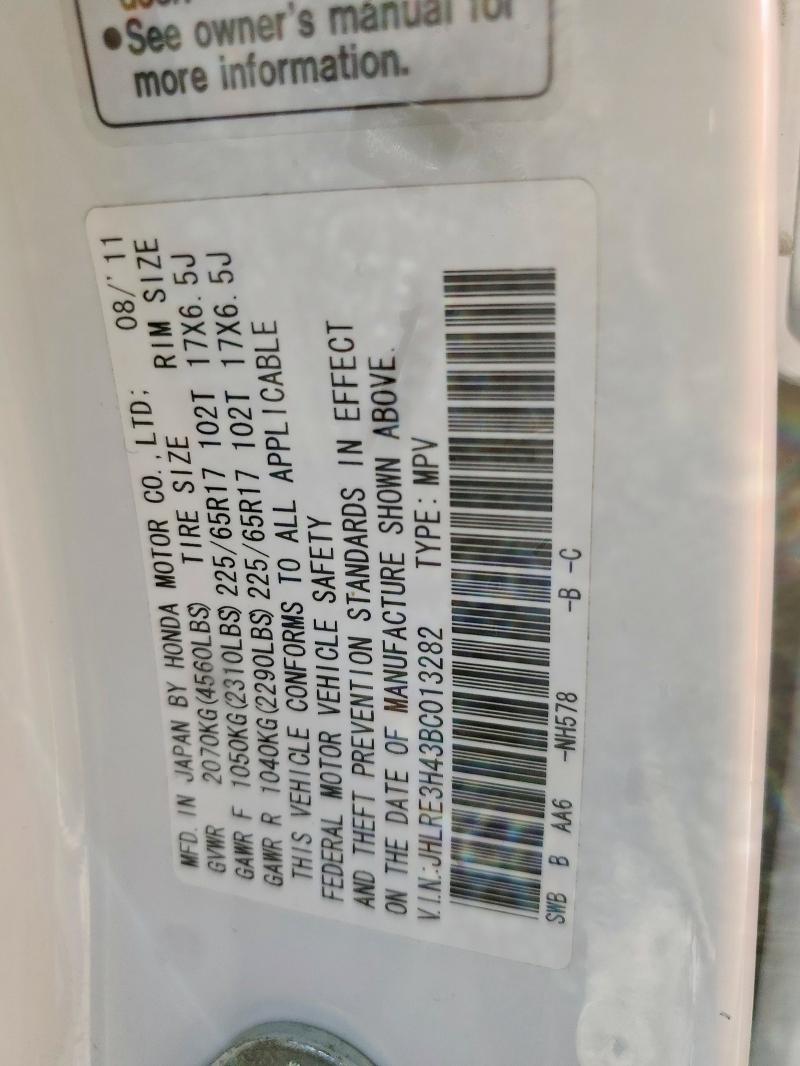 ●See owner's manual for
more information.
MFD. IN JAPAN BY HONDA MOTOR CO.,LTD; 08/'11
GVWR 2070KG(4560LBS) TIRE SIZE RIM SIZE
GAWR F 1050KG(2310LBS)225/65R17 102T 17X6.5J
GAWR R 1040KG(2290LBS)225/65R17 102T 17X6.5J
THIS VEHICLE CONFORMS TO ALL APPLICABLE
FEDERAL MOTOR VEHICLE SAFETY
AND THEFT PREVENTION STANDARDS IN EFFECT
ON THE DATE OF MANUFACTURE SHOWN ABOVE.
V.I.N.:JHLRE3H43BC013282 TYPE:MPV
SWB B AA6 -NH578 -B -C